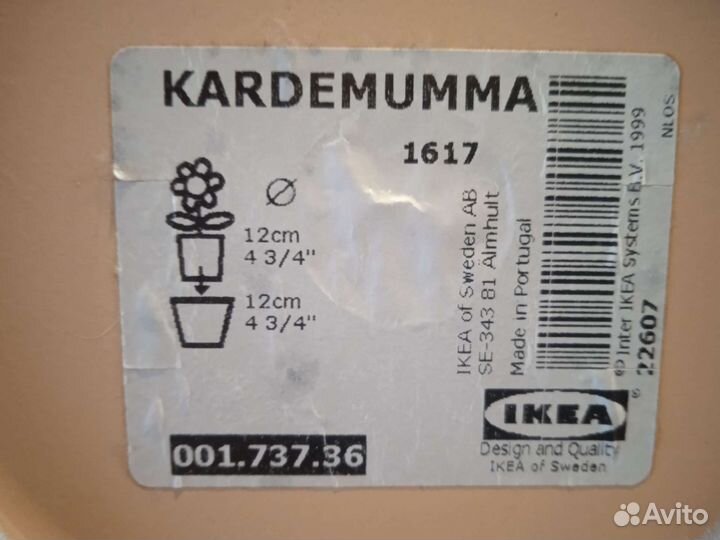 KARDEMUMMA
1617
Ø
12cm
4 3/4"
12cm
4 3/4"
001.737.36
IKEA of Sweden AB
SE-343 81 Älmhult
Made in Portugal
© Inter IKEA Systems B.V. 1999
22607
NLOS
IKEA®
Design and Quality
IKEA of Sweden
Avito